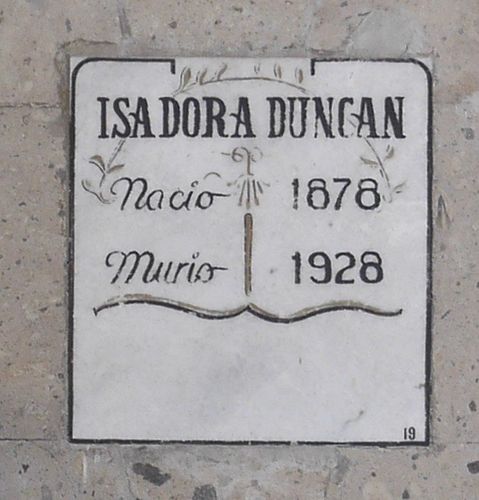 ISADORA DUNCAN
Nacio 1878
Murio 1928
19